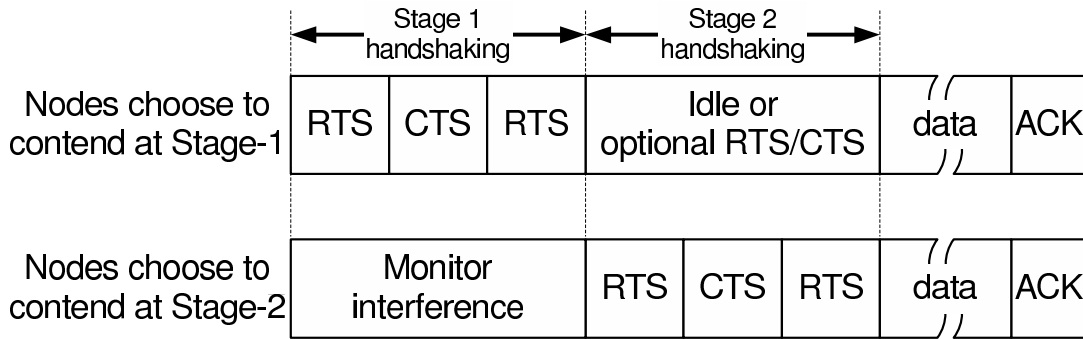 Stage 1
handshaking
Stage 2
handshaking
Nodes choose to
contend at Stage-1
RTS
CTS
RTS
Idle or
optional RTS/CTS
data
ACK
Nodes choose to
contend at Stage-2
Monitor
interference
RTS
CTS
RTS
data
ACK